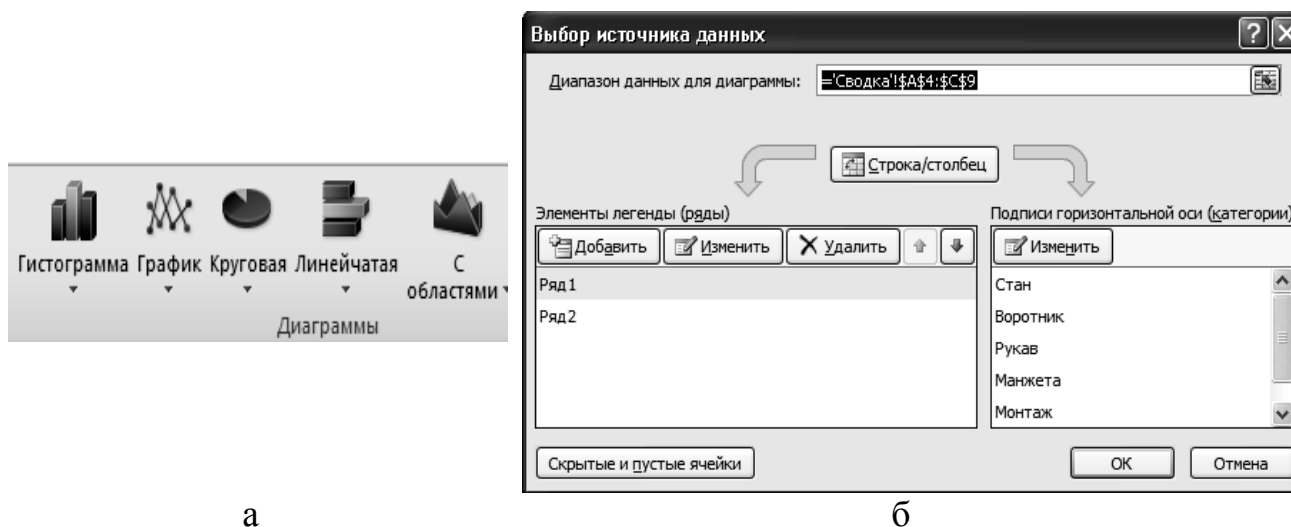 Гистограмма График Круговая Линейчатая С областями
Диаграммы
а
Выбор источника данных
Диапазон данных для диаграммы: ='Сводка'!$A$4:$C$9
Строка/столбец
Элементы легенды (ряды)
Добавить Изменить Удалить
Ряд1
Ряд2
Подписи горизонтальной оси (категории)
Изменить
Стан
Воротник
Рукав
Манжета
Монтаж
Скрытые и пустые ячейки
ОК Отмена
б